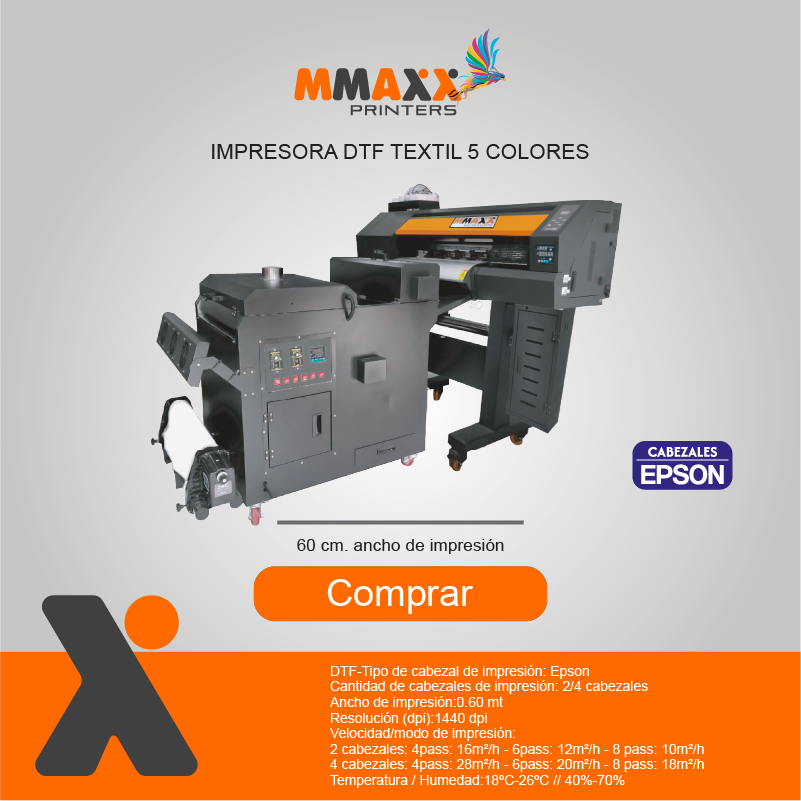 MMAXX
PRINTERS
IMPRESORA DTF TEXTIL 5 COLORES
MMAXX
CABEZALES
EPSON
60 cm. ancho de impresión
Comprar
DTF-Tipo de cabezal de impresión: Epson
Cantidad de cabezales de impresión: 2/4 cabezales
Ancho de impresión:0.60 mt
Resolución (dpi):1440 dpi
Velocidad/modo de impresión:
2 cabezales: 4pass: 16m²/h - 6pass: 12m²/h - 8 pass: 10m²/h
4 cabezales: 4pass: 28m²/h - 6pass: 20m²/h - 8 pass: 18m²/h
Temperatura / Humedad:18ºC-26ºC // 40%-70%